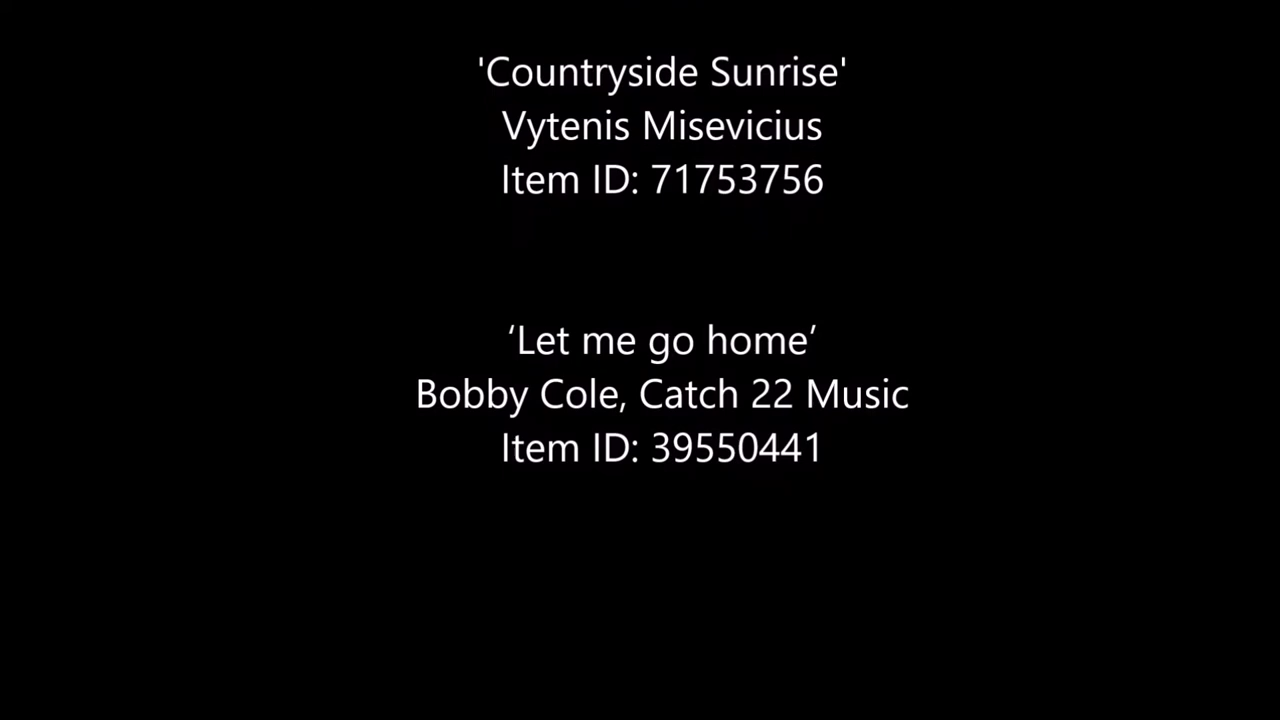 'Countryside Sunrise'
Vytenis Misevicius
Item ID: 71753756
‘Let me go home’
Bobby Cole, Catch 22 Music
Item ID: 39550441